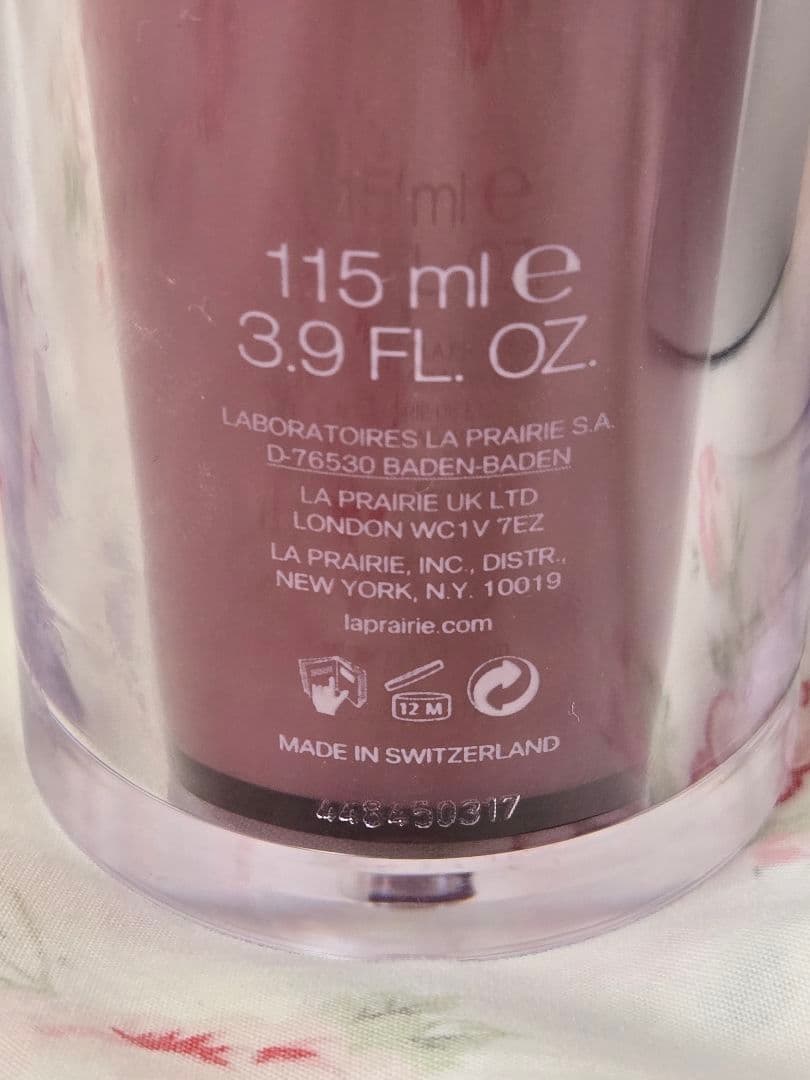 115 ml e
3.9 FL. OZ.
LABORATOIRES LA PRAIRIE S.A.
D-76530 BADEN-BADEN
LA PRAIRIE UK LTD
LONDON WC1V 7EZ
LA PRAIRIE, INC., DISTR.,
NEW YORK, N.Y. 10019
laprairie.com
12 M
MADE IN SWITZERLAND
448450317